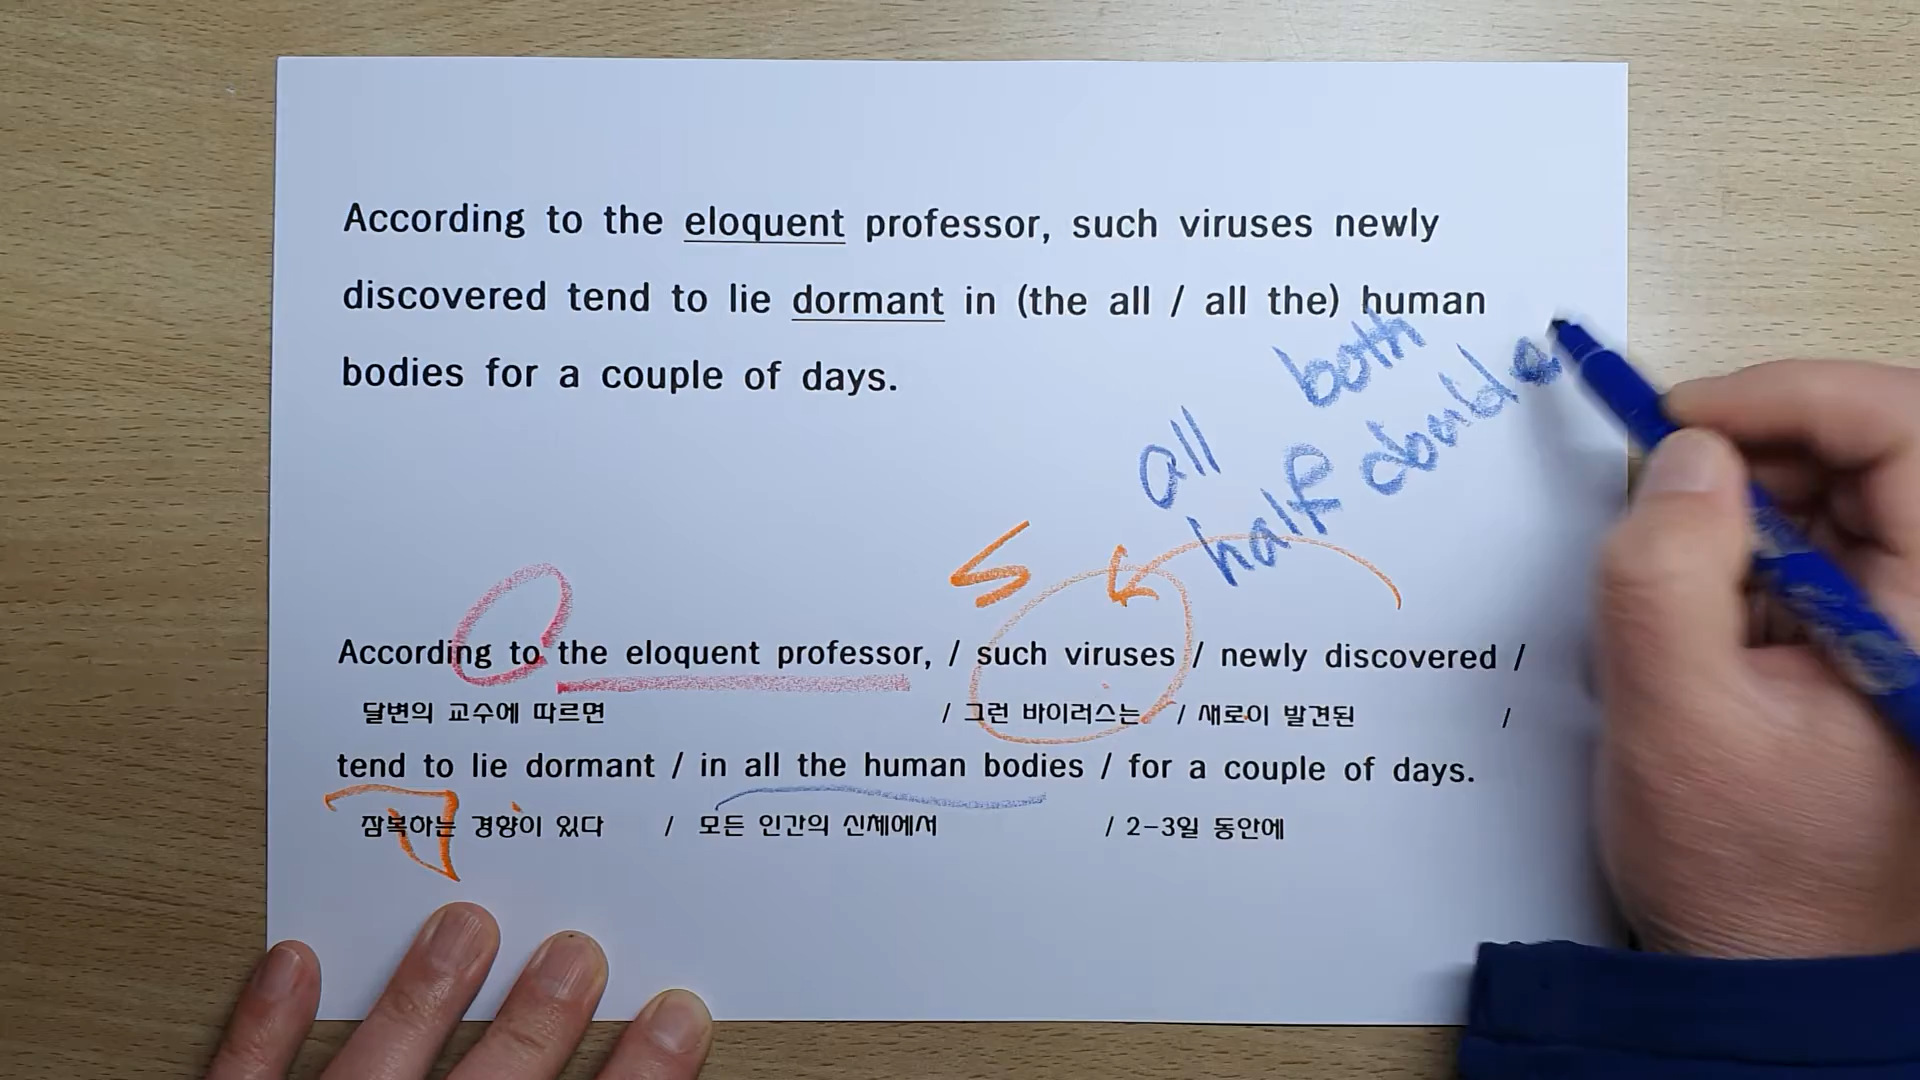 According to the eloquent professor, such viruses newly
discovered tend to lie dormant in (the all / all the) human
bodies for a couple of days.
both
all
half
S
According to the eloquent professor, / such viruses / newly discovered /
달변의 교수에 따르면 / 그런 바이러스는 / 새로이 발견된 /
tend to lie dormant / in all the human bodies / for a couple of days.
잠복하는 경향이 있다 / 모든 인간의 신체에서 / 2-3일 동안에